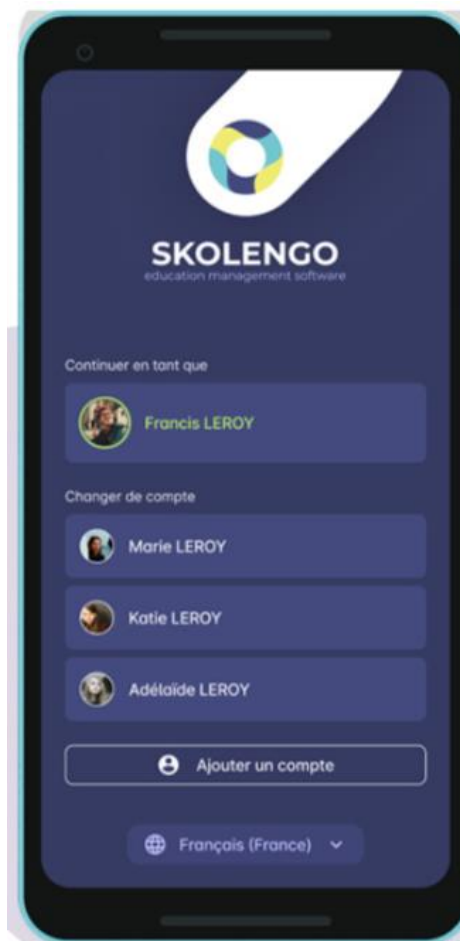 SKOLENGO
education management software
Continuer en tant que
Francis LEROY
Changer de compte
Marie LEROY
Katie LEROY
Adélaïde LEROY
Ajouter un compte
Français (France)